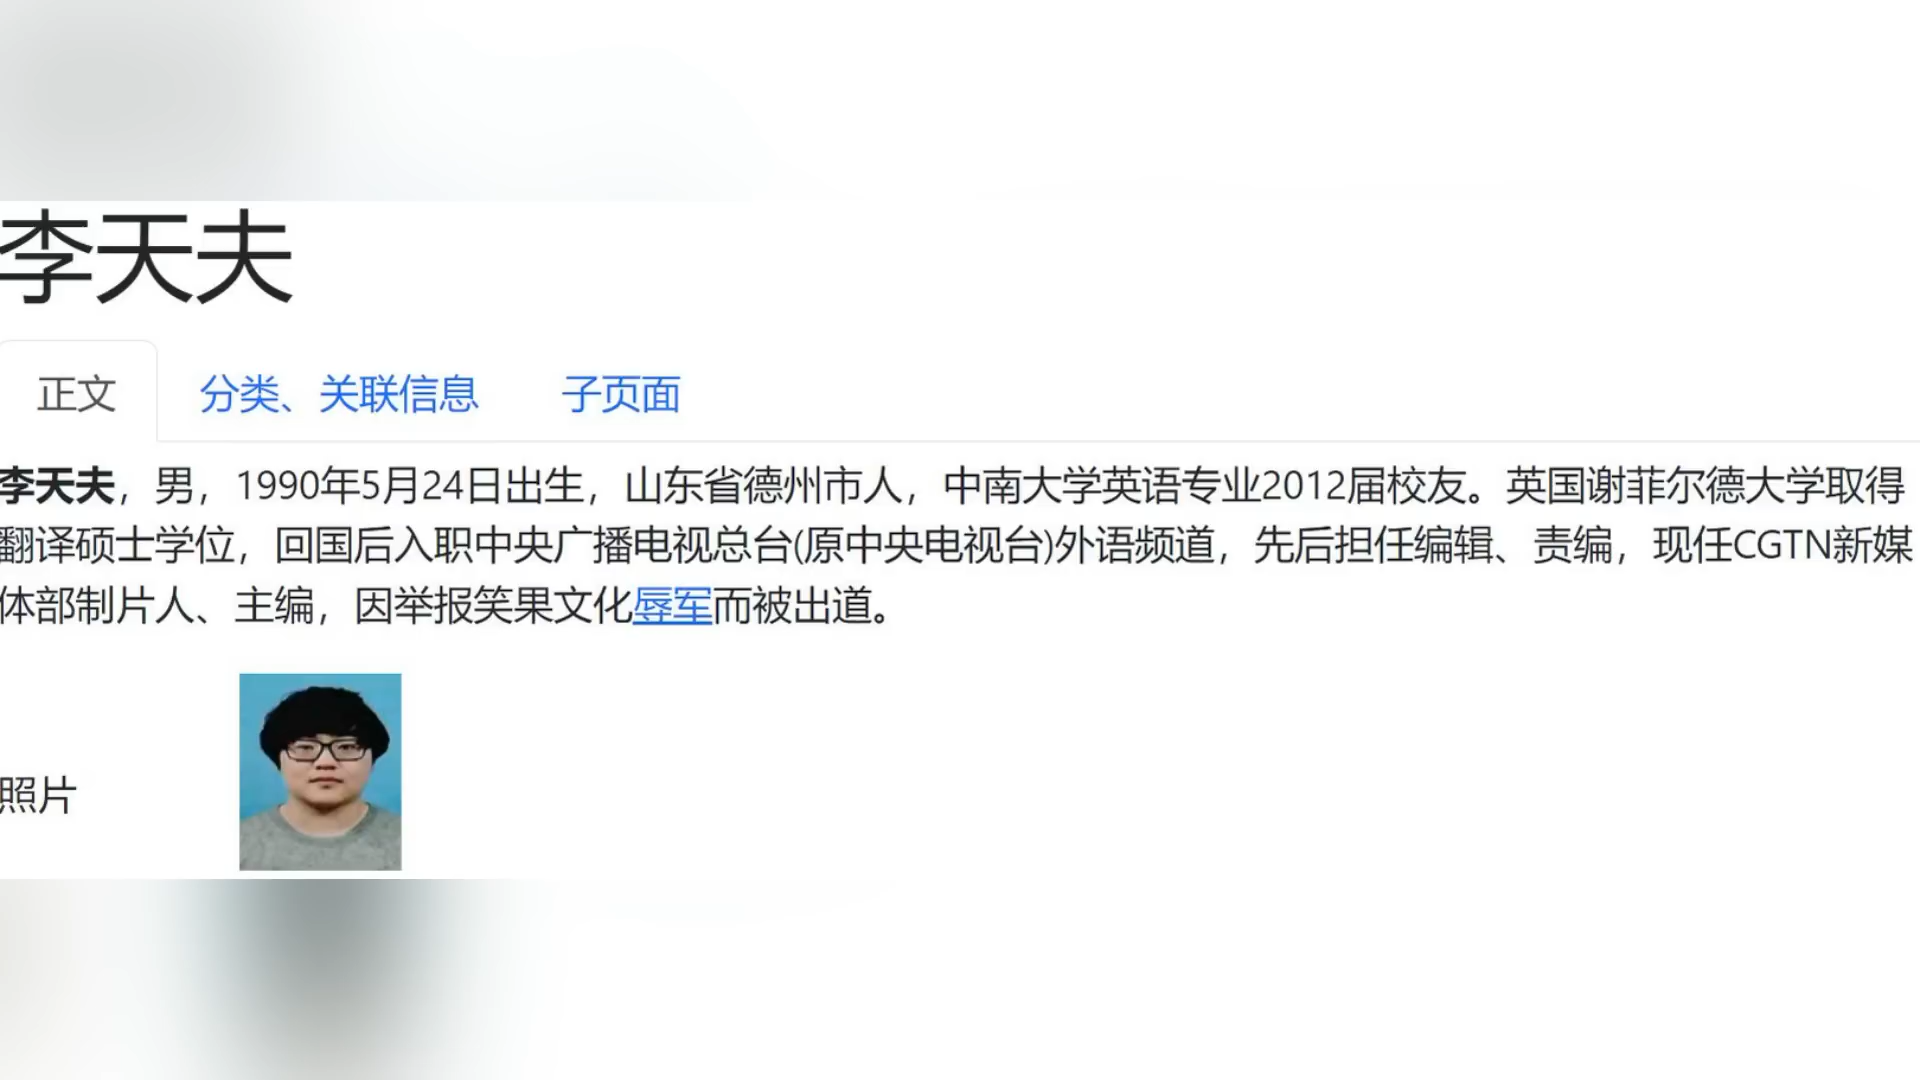 李天夫
正文 分类、关联信息 子页面
李天夫，男，1990年5月24日出生，山东省德州市人，中南大学英语专业2012届校友。英国谢菲尔德大学取得
翻译硕士学位，回国后入职中央广播电视总台(原中央电视台)外语频道，先后担任编辑、责编，现任CGTN新媒
体部制片人、主编，因举报笑果文化辱军而被出道。
照片